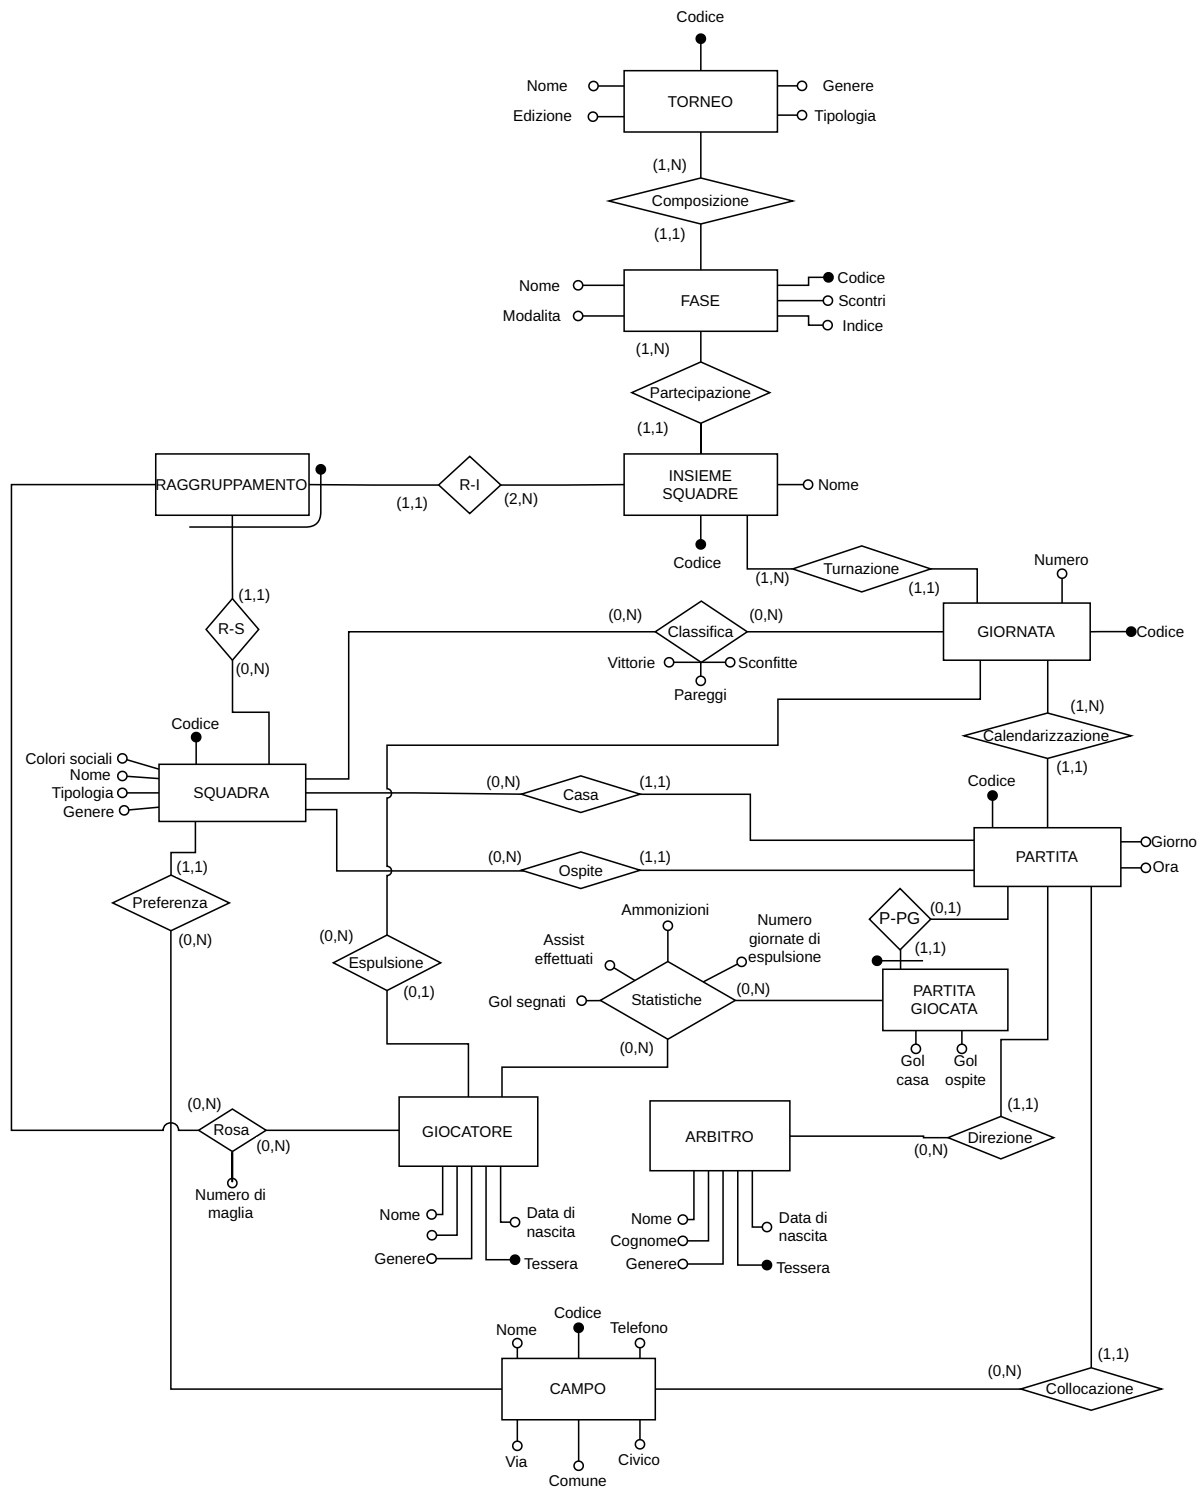 Codice
Nome
Genere
TORNEO
Edizione
Tipologia
(1,N)
Composizione
(1,1)
Nome
Codice
FASE
Scontri
Modalita
Indice
(1,N)
Partecipazione
(1,1)
RAGGRUPPAMENTO
(1,1)
R-I
(2,N)
INSIEME
SQUADRE
Nome
Codice
(1,N)
Turnazione
(1,1)
Numero
(1,1)
R-S
(0,N)
(0,N)
Classifica
(0,N)
Vittorie
Sconfitte
Pareggi
GIORNATA
Codice
(1,N)
Calendarizzazione
(1,1)
Codice
Colori sociali
Nome
Tipologia
Genere
SQUADRA
(0,N)
Casa
(1,1)
(0,N)
Ospite
(1,1)
Codice
PARTITA
Giorno
Ora
(1,1)
Preferenza
(0,N)
(0,N)
Espulsione
(0,1)
Ammonizioni
Assist
effettuati
Numero
giornate di
espulsione
Gol segnati
Statistiche
(0,N)
(0,N)
P-PG
(0,1)
(1,1)
PARTITA
GIOCATA
Gol
casa
Gol
ospite
(0,N)
Rosa
(0,N)
Numero di
maglia
GIOCATORE
Nome
Genere
Data di
nascita
Tessera
ARBITRO
Nome
Cognome
Genere
Data di
nascita
Tessera
(1,1)
Direzione
(0,N)
Codice
Nome
Telefono
CAMPO
Via
Comune
Civico
(0,N)
(1,1)
Collocazione